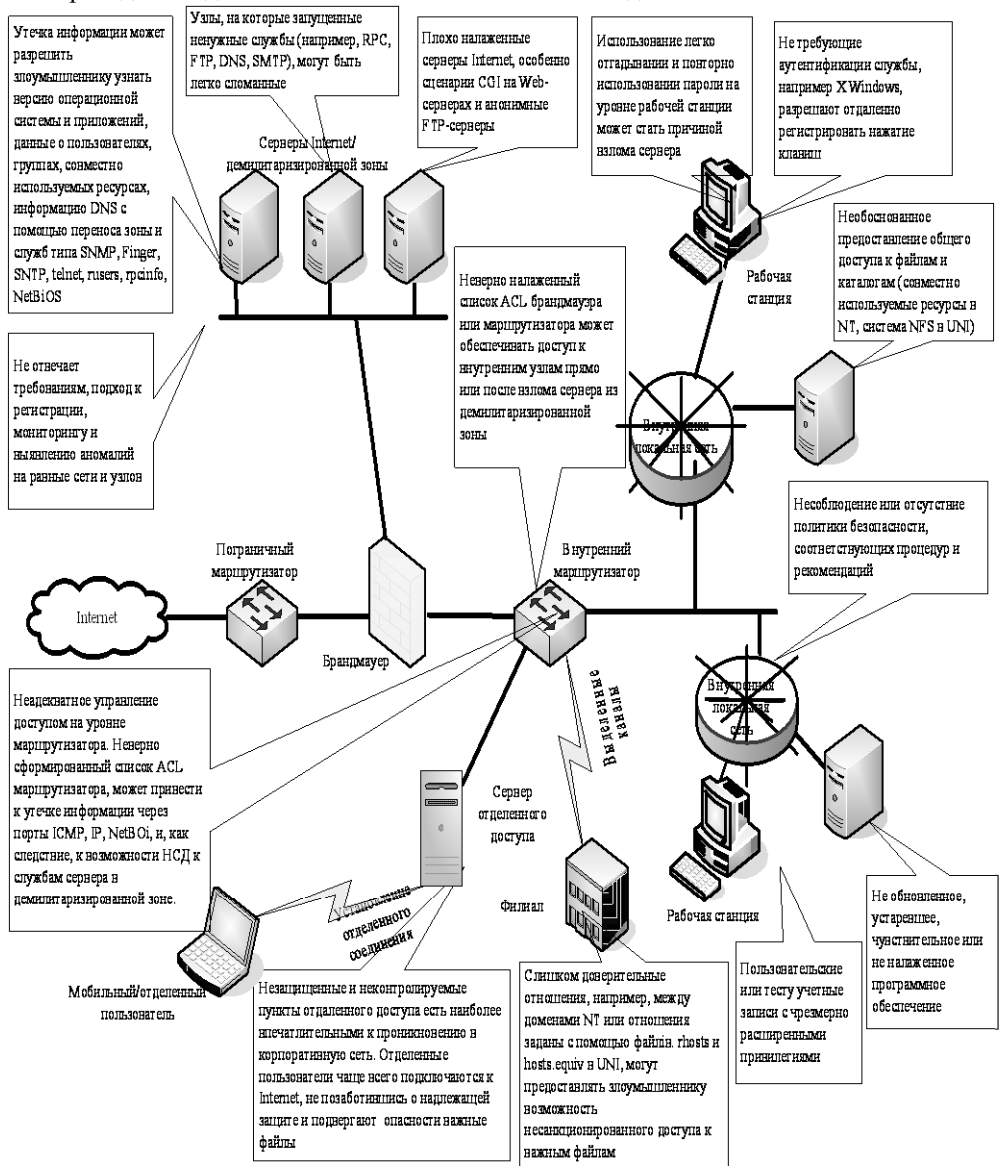 Утечка информации может
разрешить
злоумышленнику узнать
версию операционной
системы и приложений,
данные о пользователях,
группах, совместно
используемых ресурсах,
информацию DNS с
помощью переноса зоны и
служб типа SNMP, Finger,
SNTP, telnet, rusers, rpcinfo,
NetBiOS
Узлы, на которые запущенные
ненужные службы (например, RPC,
FTP, DNS, SMTP), могут быть
легко сломанные
Плохо налаженные
серверы Internet, особенно
сценарии CGI на Web-
серверах и анонимные
FTP-серверы
Использование легко
отгадывании и повторно
использовании пароли на
уровне рабочей станции
может стать причиной
взлома сервера
Не требующие
аутентификации службы,
например X Windows,
разрешают отдаленно
регистрировать нажатие
клавиш
Серверы Internet/
демилитаризированной зоны
Рабочая
станция
Необоснованное
предоставление общего
доступа к файлам и
каталогам (совместно
используемые ресурсы в
NT, система NFS в UNI)
Неверно налаженный
список ACL брандмауэра
или маршрутизатора может
обеспечивать доступ к
внутренним узлам прямо
или после взлома сервера из
демилитаризированной
зоны
Не отвечает
требованиям, подход к
регистрации,
мониторингу и
выявлению аномалий
на равные сети и узлов
Внутренняя
локальная сеть
Несоблюдение или отсутствие
политики безопасности,
соответствующих процедур и
рекомендаций
Пограничный
маршрутизатор
Внутренний
маршрутизатор
Internet
Брандмауер
Неадекватное управление
доступом на уровне
маршрутизатора. Неверно
сформированный список ACL
маршрутизатора, может привести
к утечке информации через
порты ICMP, IP, NetBOi, и, как
следствие, к возможности НСД к
службам сервера в
демилитаризированной зоне.
Выделенные
каналы
Внутренняя
локальная
сеть
Сервер
отделенного
доступа
Филиал
Рабочая станция
Установление
отделенного
соединения
Мобильный/отделенный
пользователь
Незащищенные и неконтролируемые
пункты отдаленного доступа есть наиболее
впечатлительными к проникновению в
корпоративную сеть. Отделенные
пользователи чаще всего подключаются к
Internet, не позаботившись о надлежащей
защите и подвергают опасности важные
файлы
Слишком доверительные
отношения, например, между
доменами NT или отношения
заданы с помощью файлів. rhosts и
hosts.equiv в UNI, могут
предоставлять злоумышленнику
возможность
несанкционированного доступа к
важным файлам
Пользовательские
или тесту учетные
записи с чрезмерно
расширенными
привилегиями
Не обновленное,
устаревшее,
чувствительное или
не налаженное
программное
обеспечение